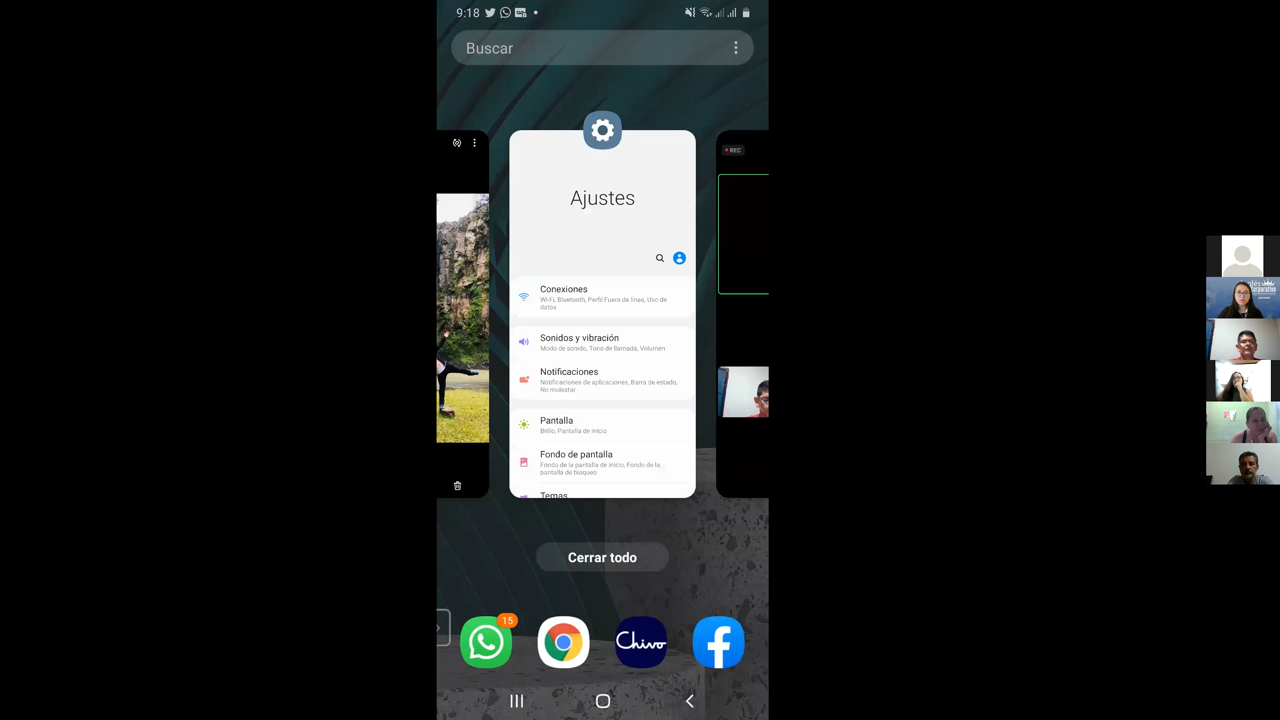 9:18
Buscar
REC
Ajustes
Conexiones
Wi-Fi, Bluetooth, Perfil Fuera de línea, Uso de
datos
Sonidos y vibración
Modo de sonido, Tono de llamada, Volumen
Notificaciones
Notificaciones de aplicaciones, Barra de estado,
No molestar
Pantalla
Brillo, Pantalla de inicio
Fondo de pantalla
Fondo de la pantalla de inicio, Fondo de la
pantalla de bloqueo
Temas
Cerrar todo
15
Chivo